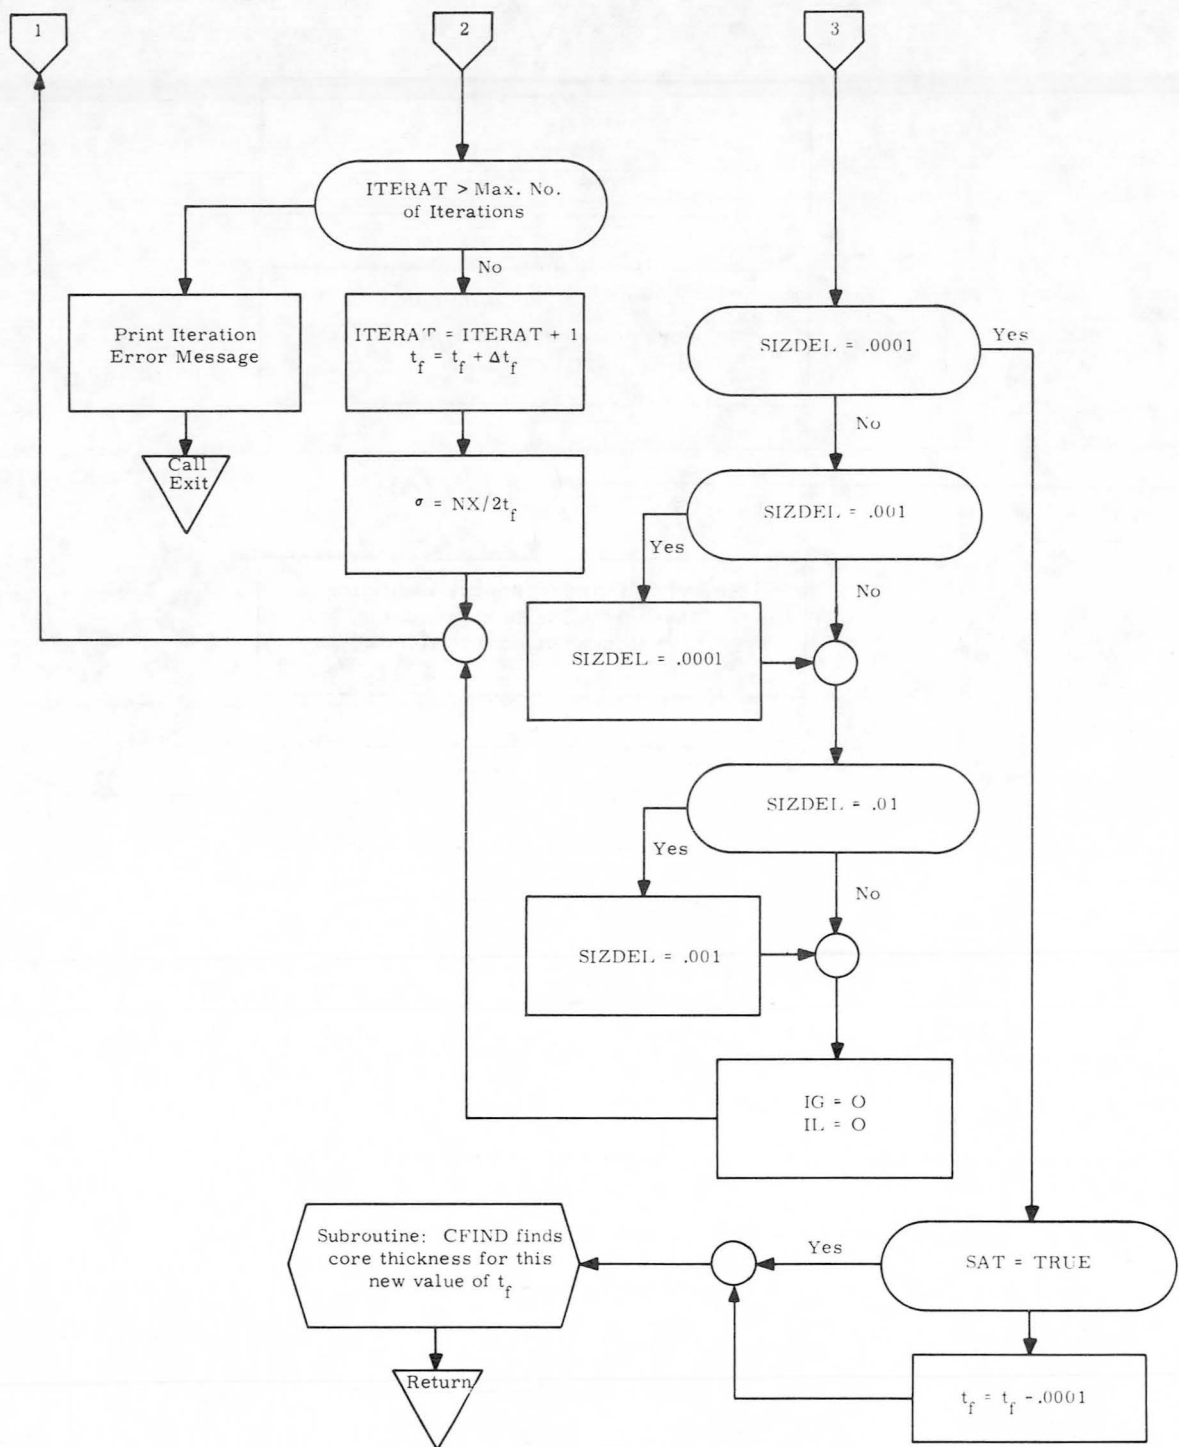 1
2
3
ITERAT > Max. No.
of Iterations
No
Print Iteration
Error Message
ITERAT = ITERAT + 1
t_f = t_f + Δt_f
SIZDEL = .0001
Yes
No
Call
Exit
σ = NX/2t_f
SIZDEL = .001
Yes
No
SIZDEL = .0001
SIZDEL = .01
Yes
No
SIZDEL = .001
IG = O
IL = O
Subroutine: CFIND finds
core thickness for this
new value of t_f
Yes
SAT = TRUE
Return
t_f = t_f - .0001